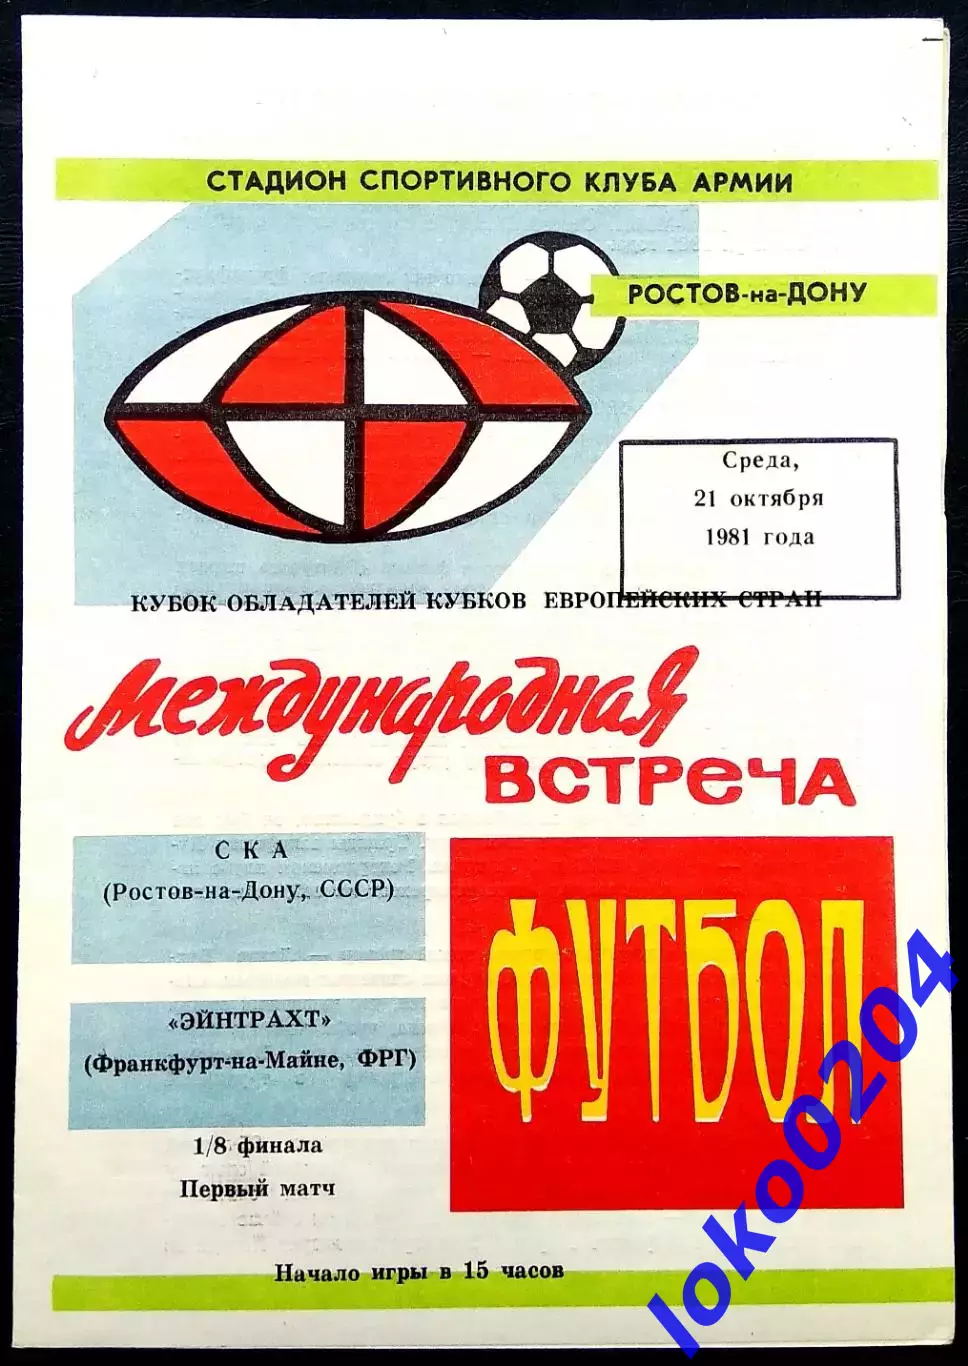 СТАДИОН СПОРТИВНОГО КЛУБА АРМИИ
РОСТОВ-на-ДОНУ
Среда,
21 октября
1981 года
КУБОК ОБЛАДАТЕЛЕЙ КУБКОВ ЕВРОПЕЙСКИХ СТРАН
Международная
ВСТРЕЧА
С К А
(Ростов-на-Дону, СССР)
«ЭЙНТРАХТ»
(Франкфурт-на-Майне, ФРГ)
1/8 финала
Первый матч
ФУТБОЛ
Начало игры в 15 часов
loko0204